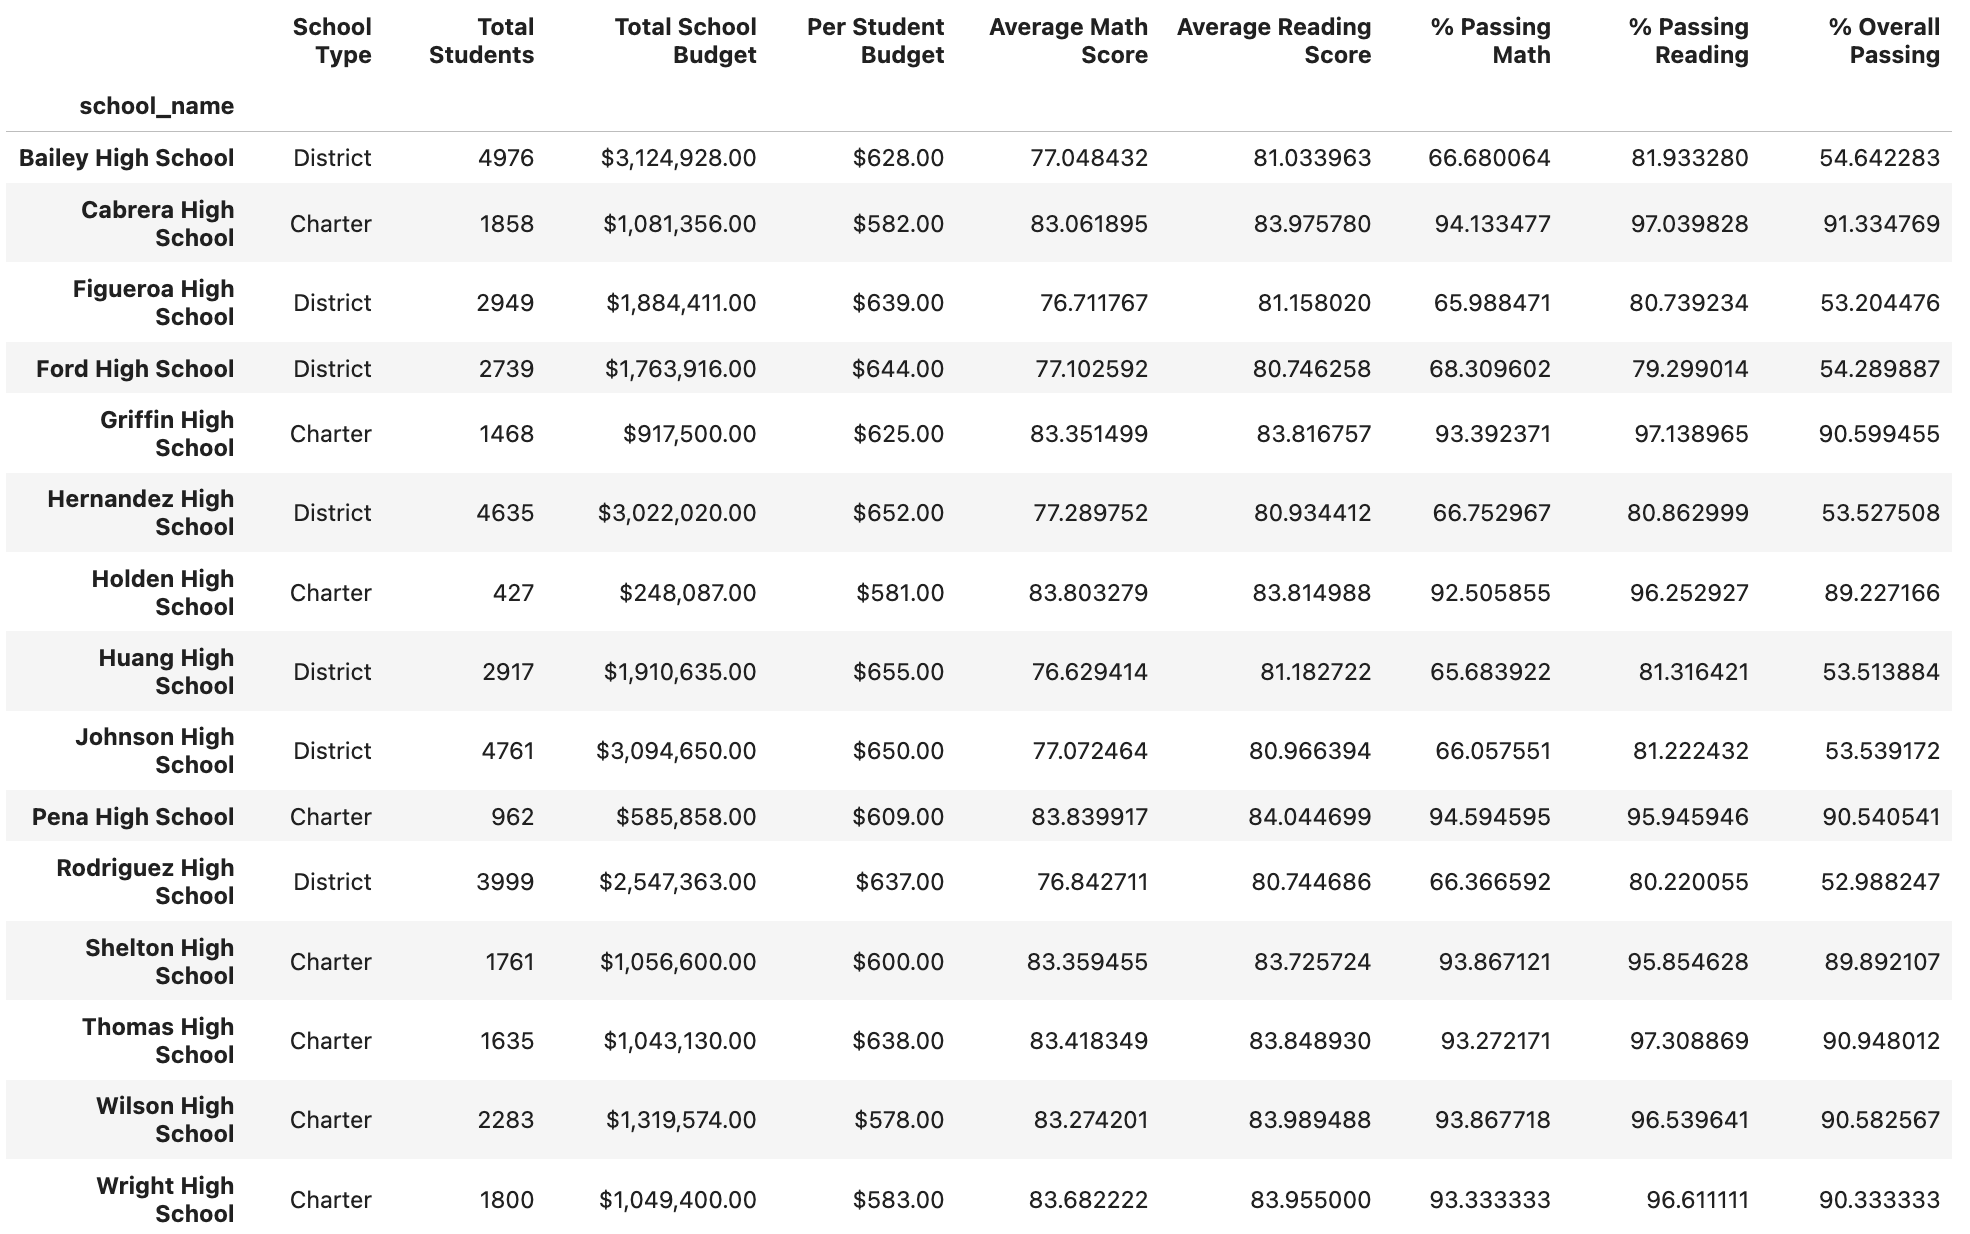 School Type Total Students Total School Budget Per Student Budget Average Math Score Average Reading Score % Passing Math % Passing Reading % Overall Passing
school_name
Bailey High School District 4976 $3,124,928.00 $628.00 77.048432 81.033963 66.680064 81.933280 54.642283
Cabrera High School Charter 1858 $1,081,356.00 $582.00 83.061895 83.975780 94.133477 97.039828 91.334769
Figueroa High School District 2949 $1,884,411.00 $639.00 76.711767 81.158020 65.988471 80.739234 53.204476
Ford High School District 2739 $1,763,916.00 $644.00 77.102592 80.746258 68.309602 79.299014 54.289887
Griffin High School Charter 1468 $917,500.00 $625.00 83.351499 83.816757 93.392371 97.138965 90.599455
Hernandez High School District 4635 $3,022,020.00 $652.00 77.289752 80.934412 66.752967 80.862999 53.527508
Holden High School Charter 427 $248,087.00 $581.00 83.803279 83.814988 92.505855 96.252927 89.227166
Huang High School District 2917 $1,910,635.00 $655.00 76.629414 81.182722 65.683922 81.316421 53.513884
Johnson High School District 4761 $3,094,650.00 $650.00 77.072464 80.966394 66.057551 81.222432 53.539172
Pena High School Charter 962 $585,858.00 $609.00 83.839917 84.044699 94.594595 95.945946 90.540541
Rodriguez High School District 3999 $2,547,363.00 $637.00 76.842711 80.744686 66.366592 80.220055 52.988247
Shelton High School Charter 1761 $1,056,600.00 $600.00 83.359455 83.725724 93.867121 95.854628 89.892107
Thomas High School Charter 1635 $1,043,130.00 $638.00 83.418349 83.848930 93.272171 97.308869 90.948012
Wilson High School Charter 2283 $1,319,574.00 $578.00 83.274201 83.989488 93.867718 96.539641 90.582567
Wright High School Charter 1800 $1,049,400.00 $583.00 83.682222 83.955000 93.333333 96.611111 90.333333